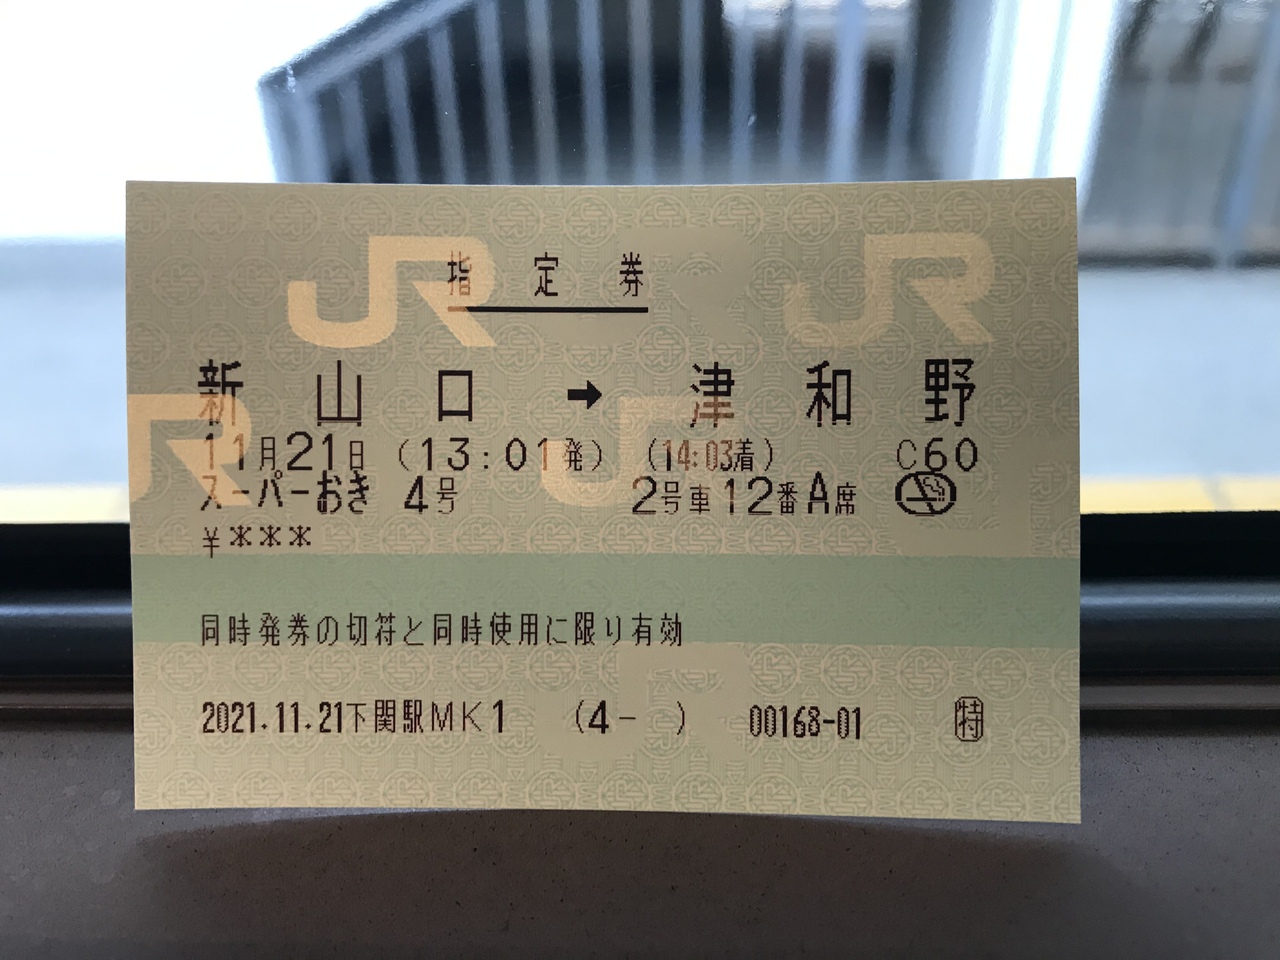 指定券
新山口 → 津和野
11月21日 (13:01発) (14:03着) C60
スーパーおき 4号 2号車12番A席
¥***
同時発券の切符と同時使用に限り有効
2021.11.21下関駅MK1 (4- ) 00168-01 特
JR
JR
R
J